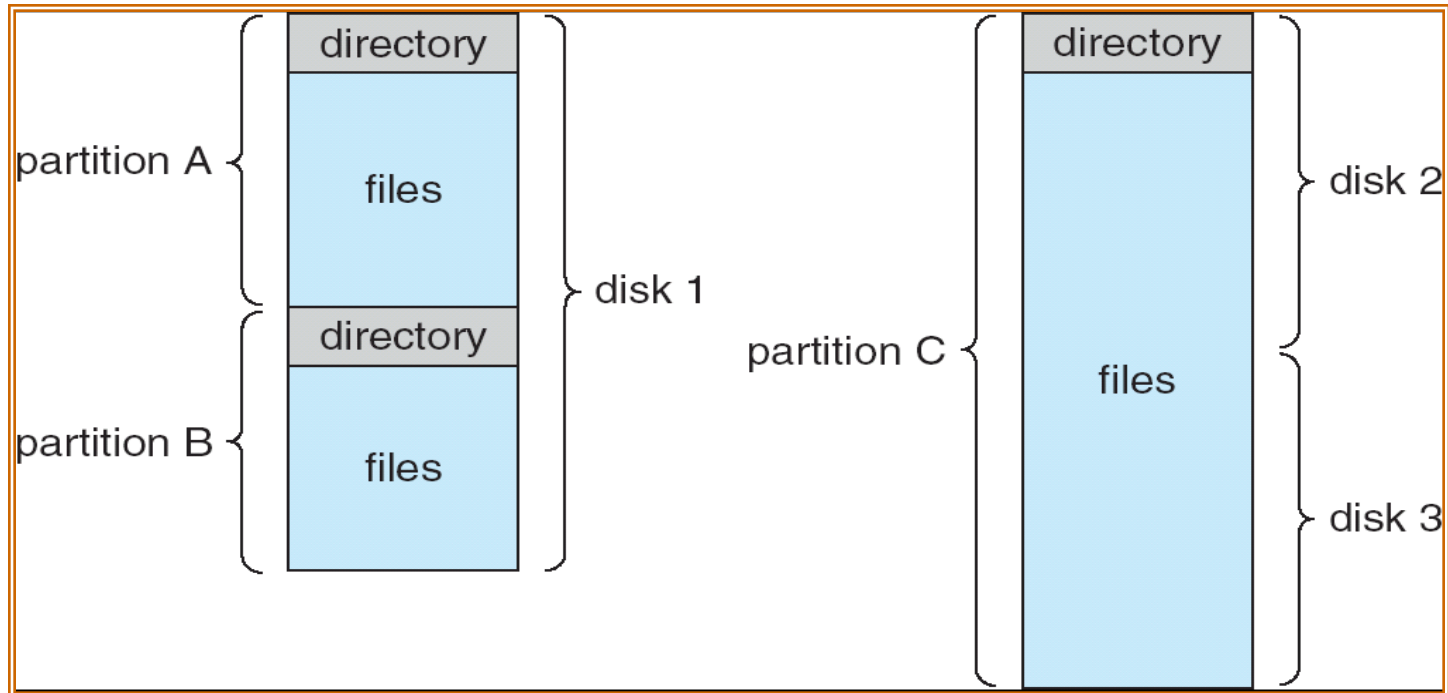 directory
partition A
files
disk 1
directory
partition B
files
directory
disk 2
partition C
files
disk 3